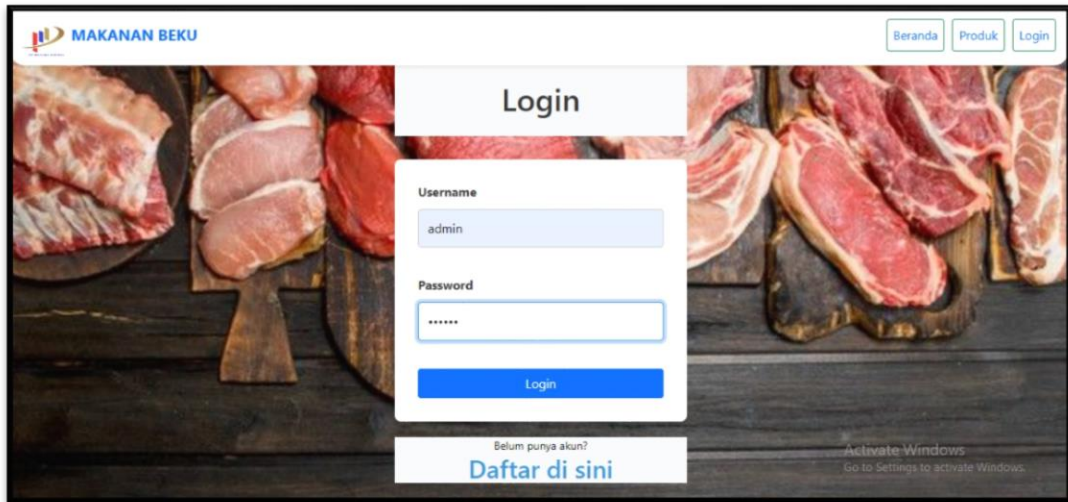 MAKANAN BEKU
Beranda Produk Login
Login
Username
admin
Password
••••••
Login
Belum punya akun?
Daftar di sini
Activate Windows
Go to Settings to activate Windows.